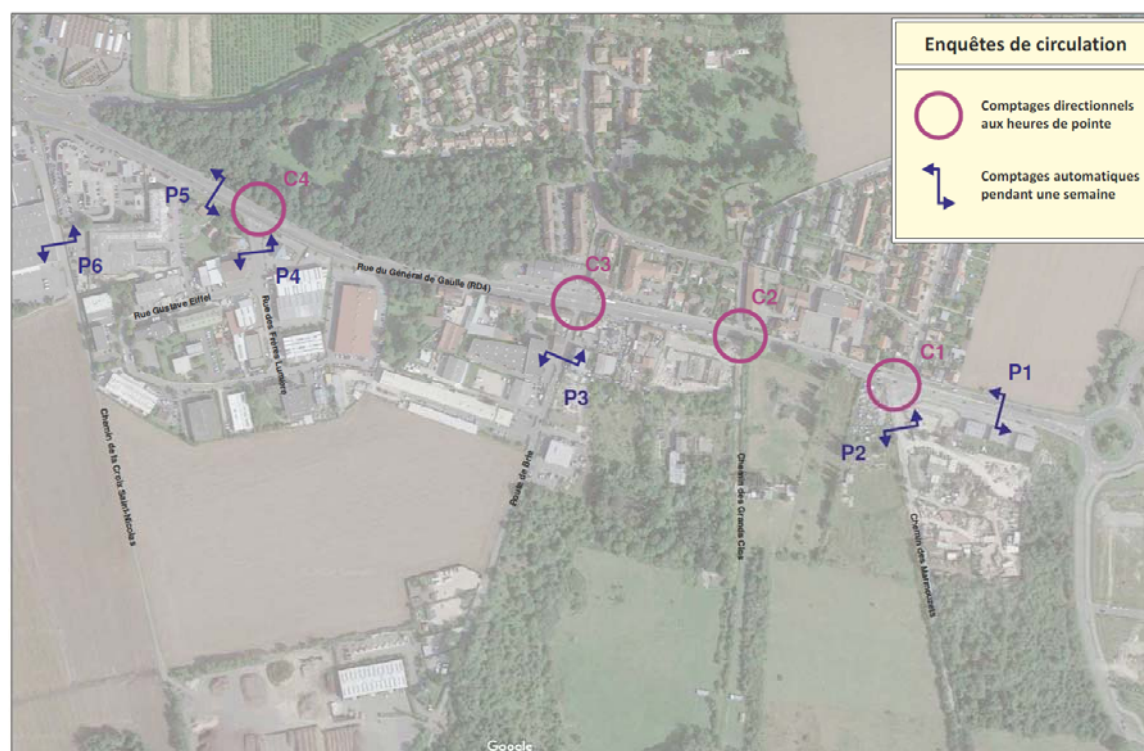 Enquêtes de circulation
Comptages directionnels
aux heures de pointe
Comptages automatiques
pendant une semaine
C4
P5
P6
P4
C3
Rue du Général de Gaulle (RD4)
C2
Rue Gustave Eiffel
Rue des Frères Lumière
P3
C1
P1
P2
Chemin de la Croix Saint-Nicolas
Route de Brie
Chemin des Grands Clos
Chemin des Marmouzets
Google